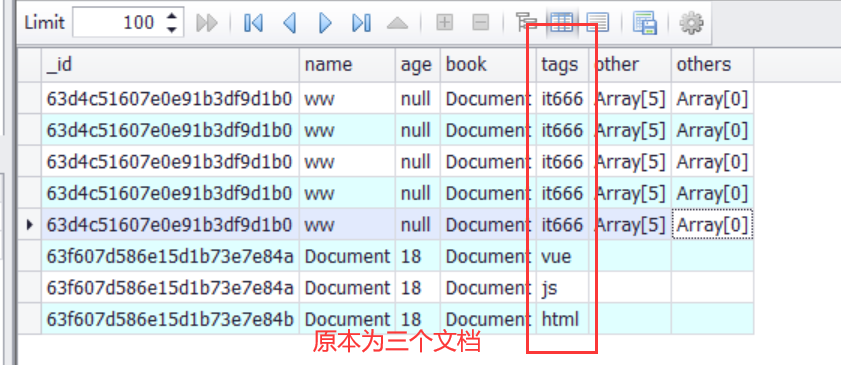 Limit 100
_id name age book tags other others
63d4c51607e0e91b3df9d1b0 ww null Document it666 Array[5] Array[0]
63d4c51607e0e91b3df9d1b0 ww null Document it666 Array[5] Array[0]
63d4c51607e0e91b3df9d1b0 ww null Document it666 Array[5] Array[0]
63d4c51607e0e91b3df9d1b0 ww null Document it666 Array[5] Array[0]
63d4c51607e0e91b3df9d1b0 ww null Document it666 Array[5] Array[0]
63f607d586e15d1b73e7e84a Document 18 Document vue
63f607d586e15d1b73e7e84a Document 18 Document js
63f607d586e15d1b73e7e84b Document 18 Document html
原本为三个文档